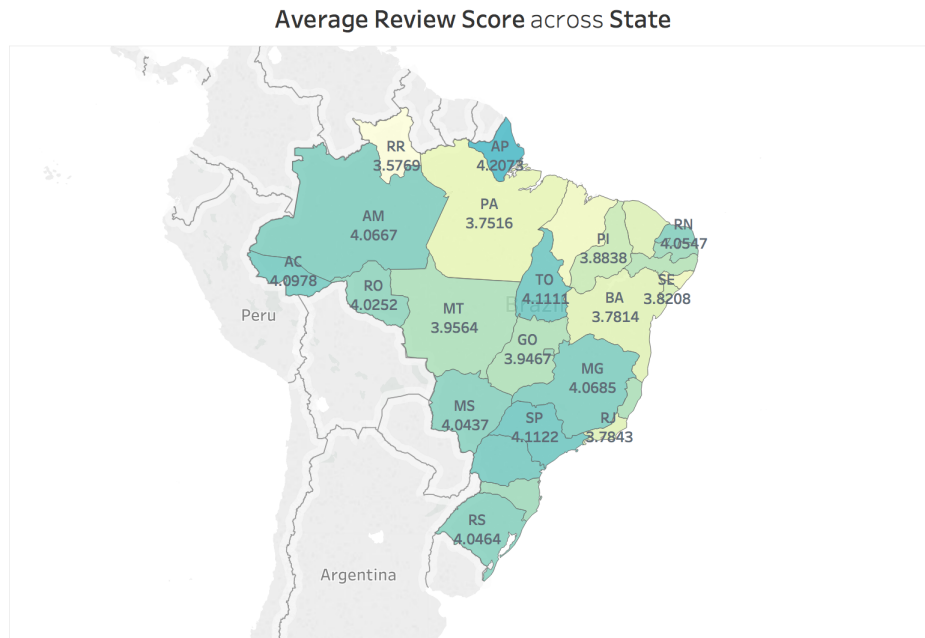 Average Review Score across State
RR
3.5769
AP
4.2073
PA
3.7516
AM
4.0667
RN
4.0547
PI
3.8838
AC
4.0978
RO
4.0252
TO
4.1111
SE
3.8208
BA
3.7814
MT
3.9564
Brazil
Peru
GO
3.9467
MG
4.0685
MS
4.0437
SP
4.1122
RJ
3.7843
RS
4.0464
Argentina